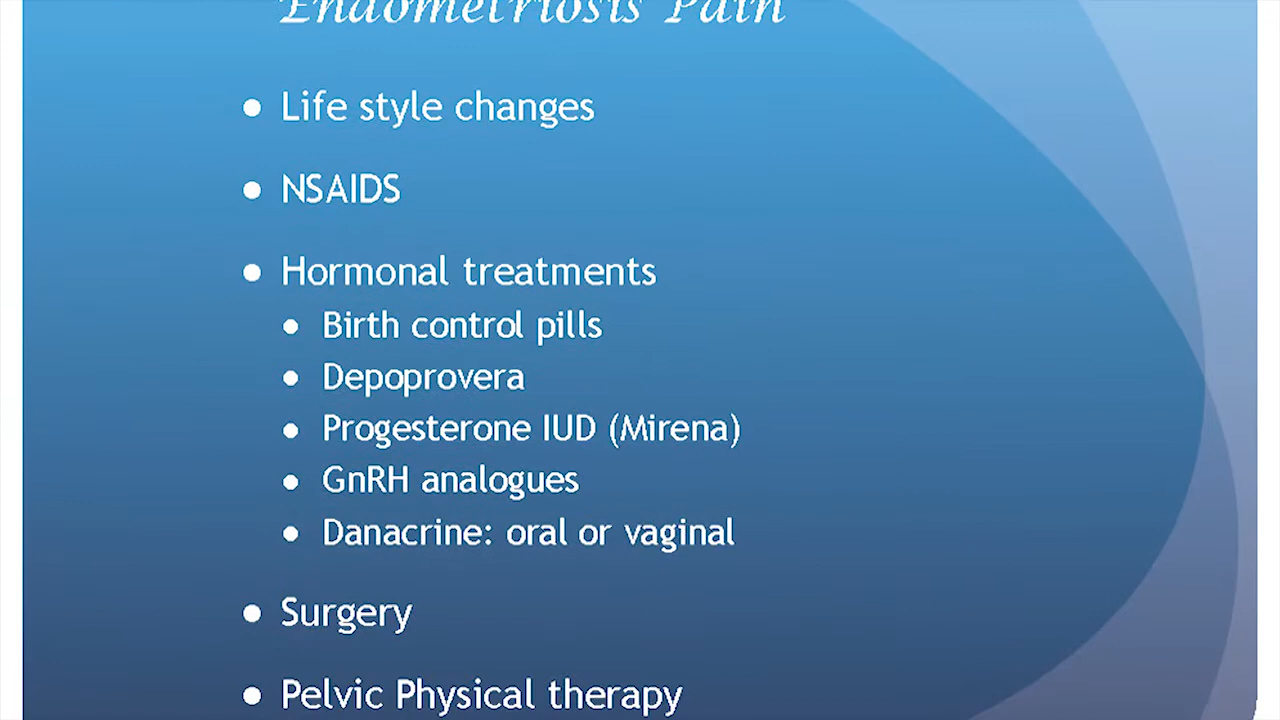 Endometriosis Pain
● Life style changes
● NSAIDS
● Hormonal treatments
● Birth control pills
● Depoprovera
● Progesterone IUD (Mirena)
● GnRH analogues
● Danacrine: oral or vaginal
● Surgery
● Pelvic Physical therapy